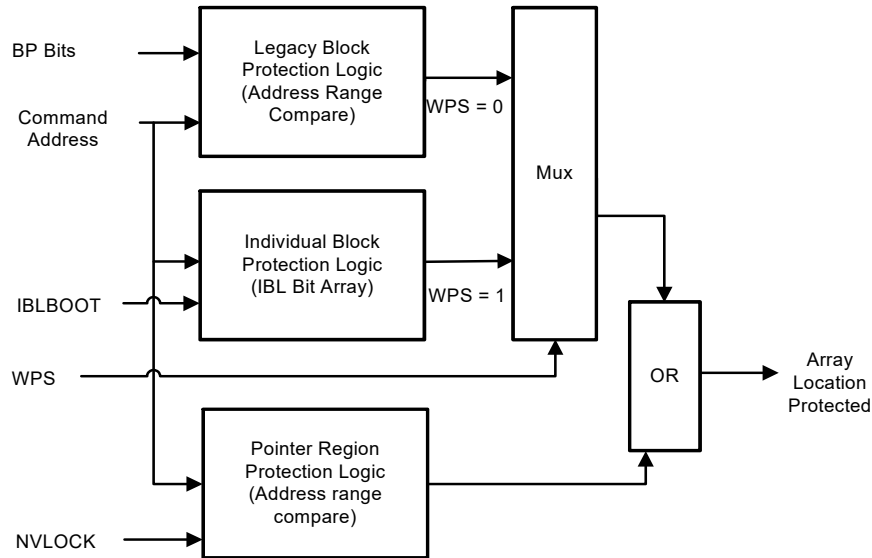 BP Bits
Command
Address
Legacy Block
Protection Logic
(Address Range
Compare)
WPS = 0
Mux
Individual Block
Protection Logic
(IBL Bit Array)
WPS = 1
IBLBOOT
WPS
OR
Array
Location
Protected
Pointer Region
Protection Logic
(Address range
compare)
NVLOCK